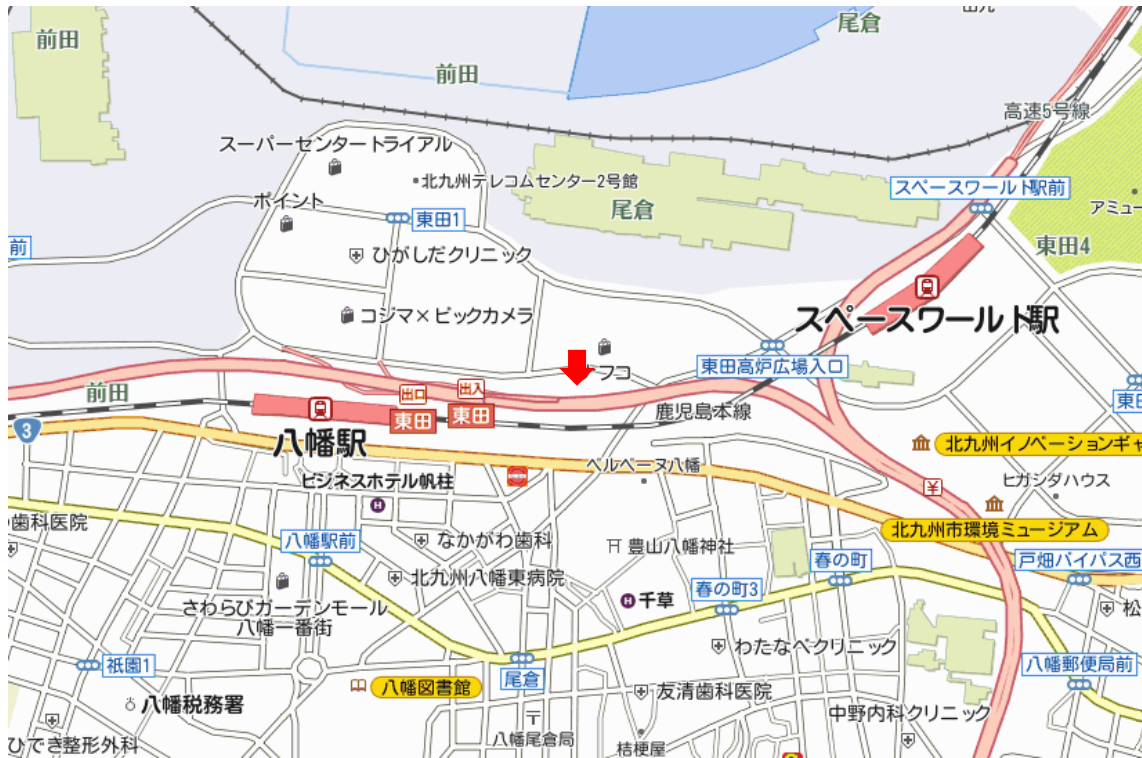 前田
前田
尾倉
高速5号線
スーパーセンタートライアル
北九州テレコムセンター2号館
スペースワールド駅前
ポイント
尾倉
アミュー
東田1
前
東田4
ひがしだクリニック
コジマ×ビックカメラ
スペースワールド駅
東田高炉広場入口
フコ
前田
出口
出入
東田
東田
鹿児島本線
3
八幡駅
北九州イノベーションギャ
ベルペーヌ八幡
ビジネスホテル帆柱
¥
ヒガシダハウス
H
歯科医院
北九州市環境ミュージアム
八幡駅前
なかがわ歯科
豊山八幡神社
春の町
戸畑バイパス西
北九州八幡東病院
春の町3
H
千草
松
さわらびガーデンモール
八幡一番街
わたなべクリニック
祇園1
尾倉
八幡郵便局前
八幡図書館
友清歯科医院
八幡税務署
中野内科クリニック
〒
八幡尾倉局
ひでき整形外科
桔梗屋